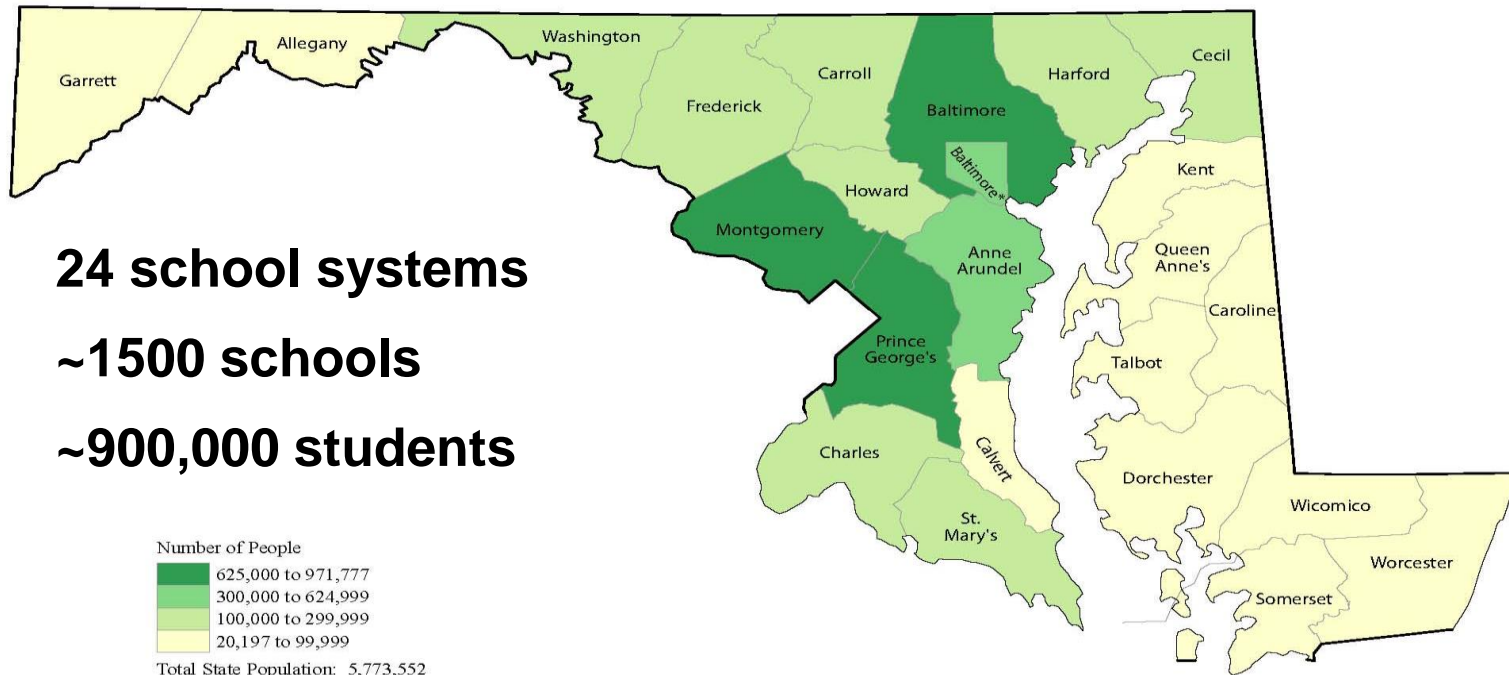 Garrett
Allegany
Washington
Frederick
Carroll
Baltimore
Harford
Cecil
Baltimore*
Howard
Montgomery
Anne
Arundel
Kent
Queen
Anne's
Caroline
Talbot
Prince
George's
Charles
Calvert
St.
Mary's
Dorchester
Wicomico
Worcester
Somerset
24 school systems
~1500 schools
~900,000 students
Number of People
625,000 to 971,777
300,000 to 624,999
100,000 to 299,999
20,197 to 99,999
Total State Population: 5,773,552